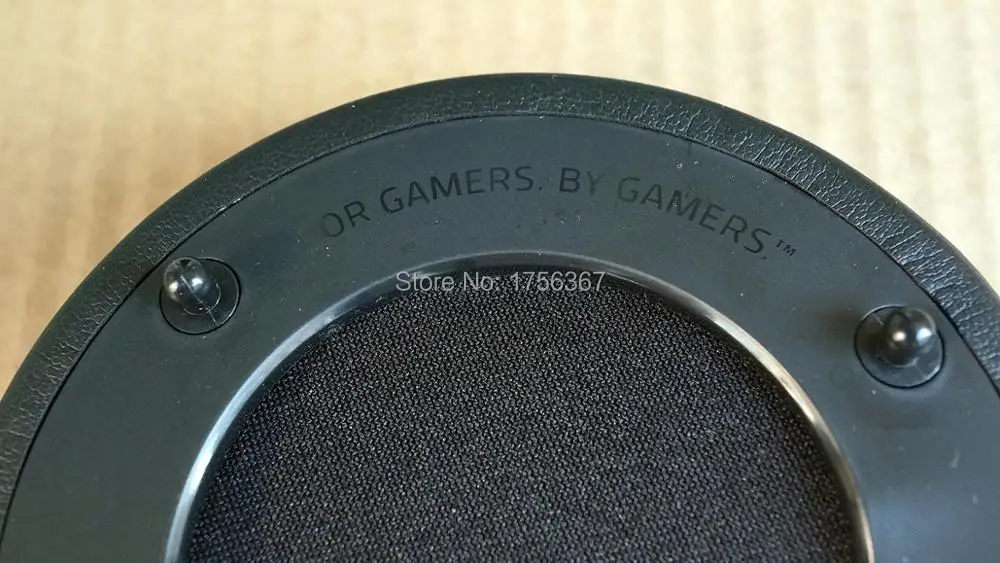 OR GAMERS. BY GAMERS.™
Store No: 1756367